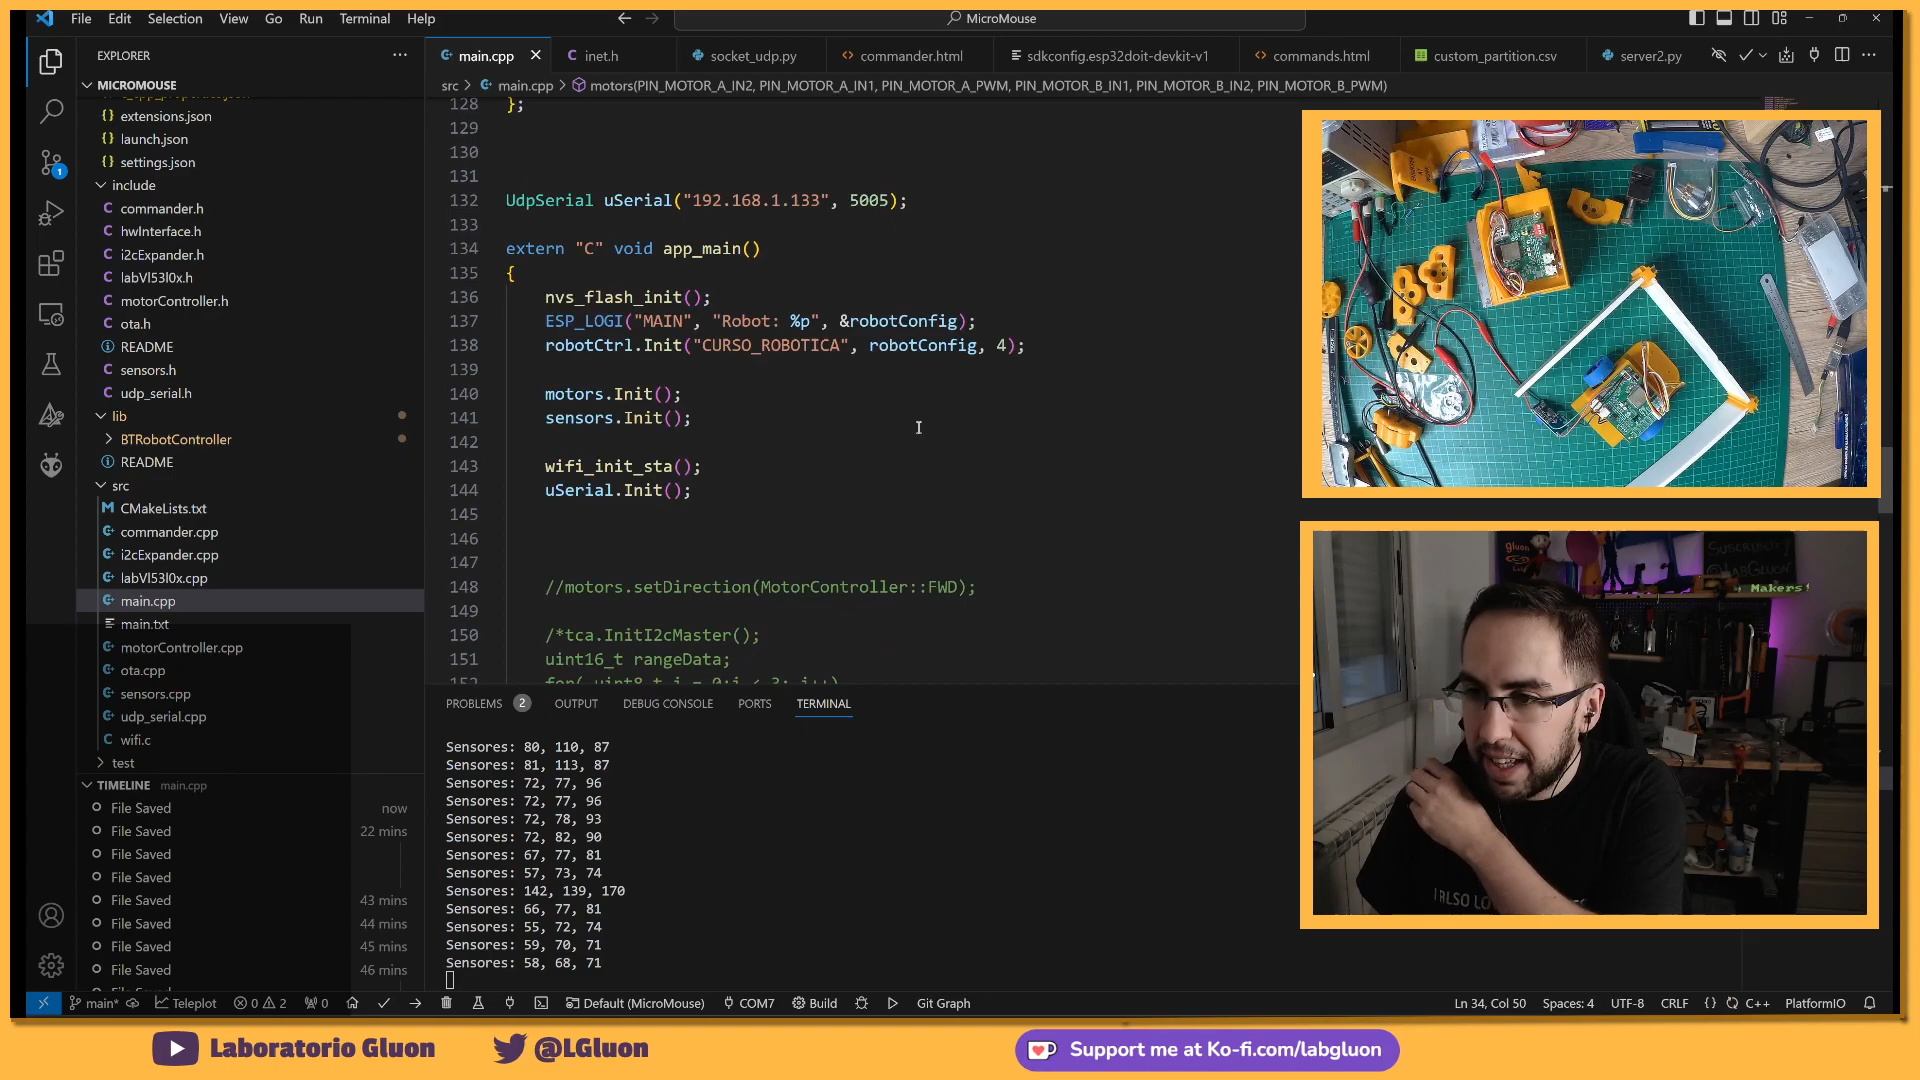 File Edit Selection View Go Run Terminal Help
MicroMouse
EXPLORER
main.cpp
inet.h
socket_udp.py
commander.html
sdkconfig.esp32doit-devkit-v1
commands.html
custom_partition.csv
server2.py
MICROMOUSE
src > main.cpp > motors(PIN_MOTOR_A_IN2, PIN_MOTOR_A_IN1, PIN_MOTOR_A_PWM, PIN_MOTOR_B_IN1, PIN_MOTOR_B_IN2, PIN_MOTOR_B_PWM)
extensions.json
launch.json
settings.json
include
commander.h
hwInterface.h
i2cExpander.h
labVl53l0x.h
motorController.h
ota.h
README
sensors.h
udp_serial.h
lib
BTRobotController
README
src
CMakeLists.txt
commander.cpp
i2cExpander.cpp
labVl53l0x.cpp
main.cpp
main.txt
motorController.cpp
ota.cpp
sensors.cpp
udp_serial.cpp
wifi.c
test
TIMELINE main.cpp
File Saved now
File Saved 22 mins
File Saved
File Saved
File Saved 43 mins
File Saved 44 mins
File Saved 45 mins
File Saved 46 mins
128 };
129
130
131
132 UdpSerial uSerial("192.168.1.133", 5005);
133
134 extern "C" void app_main()
135 {
136 nvs_flash_init();
137 ESP_LOGI("MAIN", "Robot: %p", &robotConfig);
138 robotCtrl.Init("CURSO_ROBOTICA", robotConfig, 4);
139
140 motors.Init();
141 sensors.Init();
142
143 wifi_init_sta();
144 uSerial.Init();
145
146
147
148 //motors.setDirection(MotorController::FWD);
149
150 /*tca.InitI2cMaster();
151 uint16_t rangeData;
PROBLEMS 2 OUTPUT DEBUG CONSOLE PORTS TERMINAL
Sensores: 80, 110, 87
Sensores: 81, 113, 87
Sensores: 72, 77, 96
Sensores: 72, 77, 96
Sensores: 72, 78, 93
Sensores: 72, 82, 90
Sensores: 67, 77, 81
Sensores: 57, 73, 74
Sensores: 142, 139, 170
Sensores: 66, 77, 81
Sensores: 55, 72, 74
Sensores: 59, 70, 71
Sensores: 58, 68, 71
gluon
@LABGLUON
Makers!
I ALSO LO
main* Teleplot 0 2 0 Default (MicroMouse) COM7 Build Git Graph
Ln 34, Col 50 Spaces: 4 UTF-8 CRLF {} C++ PlatformIO
Laboratorio Gluon
@LGluon
Support me at Ko-fi.com/labgluon